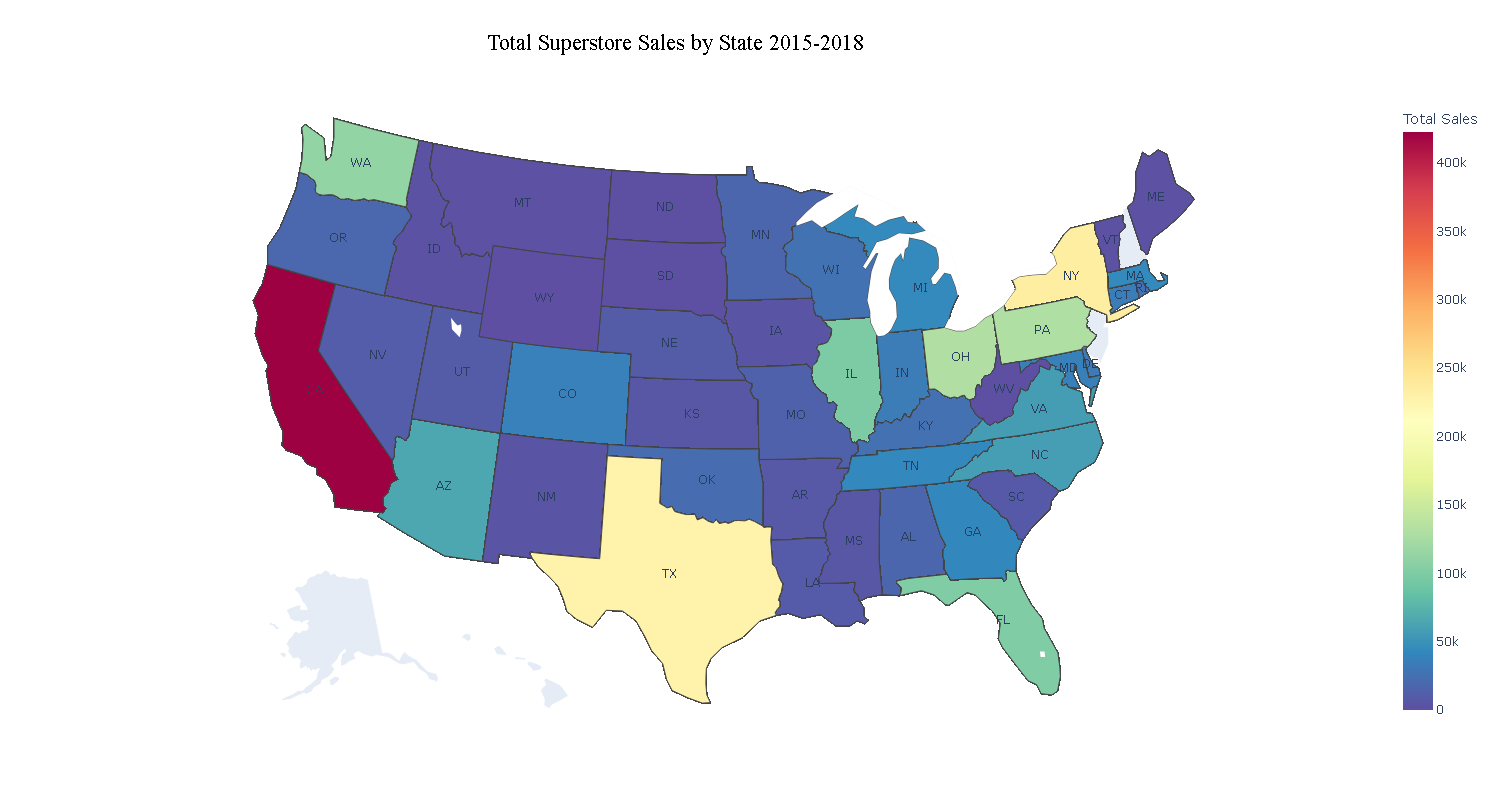 Total Superstore Sales by State 2015-2018
Total Sales
400k
350k
300k
250k
200k
150k
100k
50k
0
WA
MT
ND
MN
ME
OR
ID
SD
WI
VT
WY
MI
NY
MA
CT RI
NV
UT
NE
IA
PA
OH
CA
CO
KS
MO
IL
IN
WV
MD
DE
KY
VA
AZ
NM
OK
AR
TN
NC
SC
TX
LA
MS
AL
GA
FL